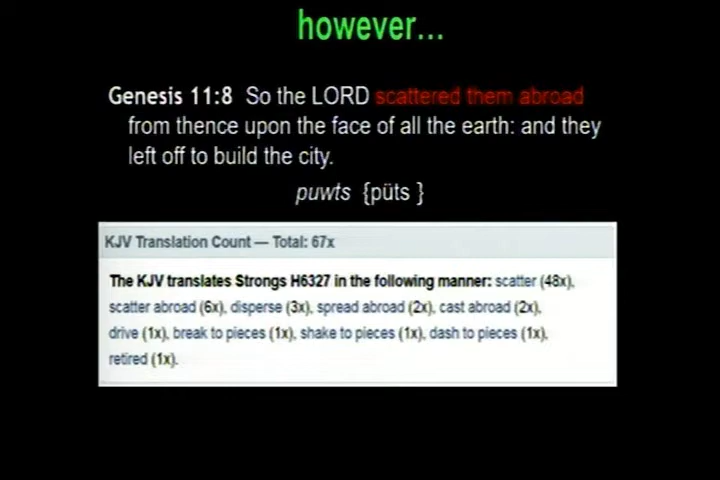 however...
Genesis 11:8 So the LORD scattered them abroad
from thence upon the face of all the earth: and they
left off to build the city.
puwts {püts }
KJV Translation Count — Total: 67x
The KJV translates Strongs H6327 in the following manner: scatter (48x),
scatter abroad (6x), disperse (3x), spread abroad (2x), cast abroad (2x),
drive (1x), break to pieces (1x), shake to pieces (1x), dash to pieces (1x),
retired (1x).